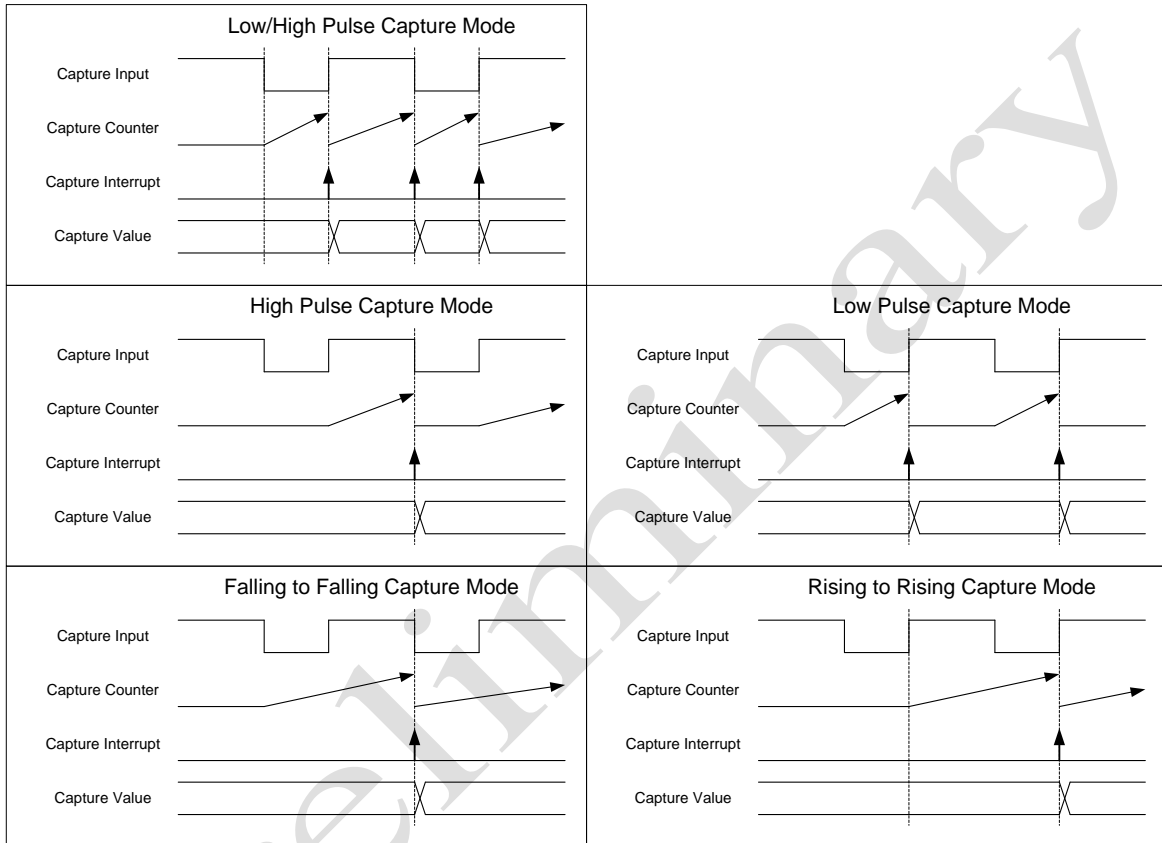 Low/High Pulse Capture Mode
Capture Input
Capture Counter
Capture Interrupt
Capture Value
High Pulse Capture Mode
Capture Input
Capture Counter
Capture Interrupt
Capture Value
Low Pulse Capture Mode
Capture Input
Capture Counter
Capture Interrupt
Capture Value
Falling to Falling Capture Mode
Capture Input
Capture Counter
Capture Interrupt
Capture Value
Rising to Rising Capture Mode
Capture Input
Capture Counter
Capture Interrupt
Capture Value
eliminary